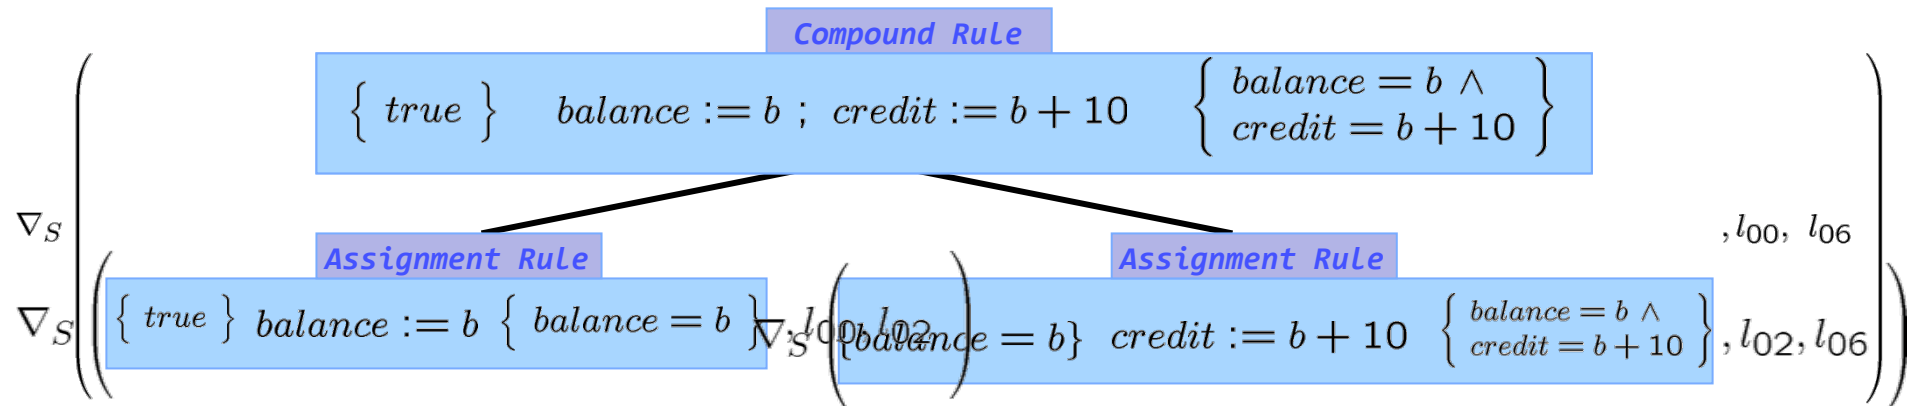 Compound Rule
{ true } balance := b ; credit := b + 10 { balance = b ∧
credit = b + 10 }
∇S ( , l00, l06 )
Assignment Rule Assignment Rule
∇S ( { true } balance := b { balance = b } , l00, l02 ) ∇S ( {balance = b} credit := b + 10 { balance = b ∧
credit = b + 10 } , l02, l06 )